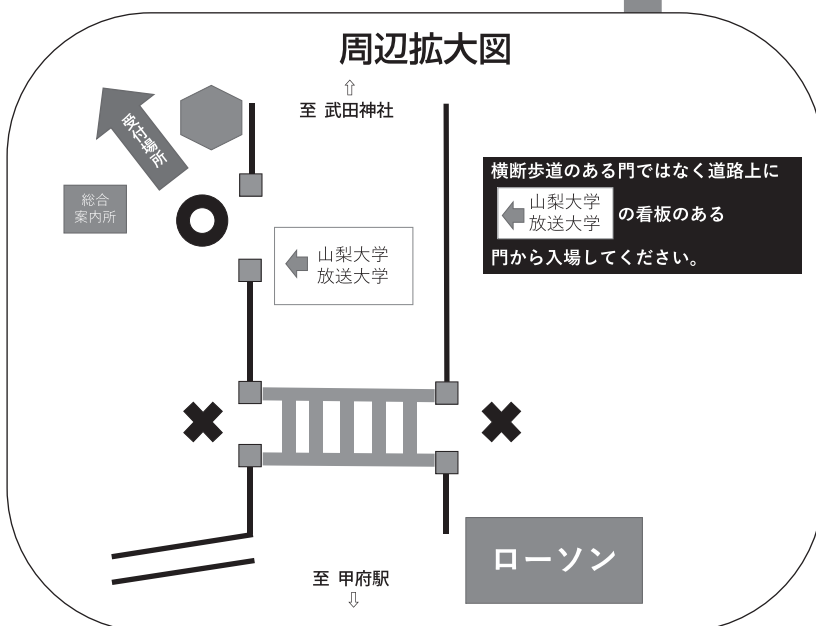 周辺拡大図
至 武田神社
受付場所
総合
案内所
山梨大学
放送大学
横断歩道のある門ではなく道路上に
山梨大学
放送大学
の看板のある
門から入場してください。
ローソン
至 甲府駅